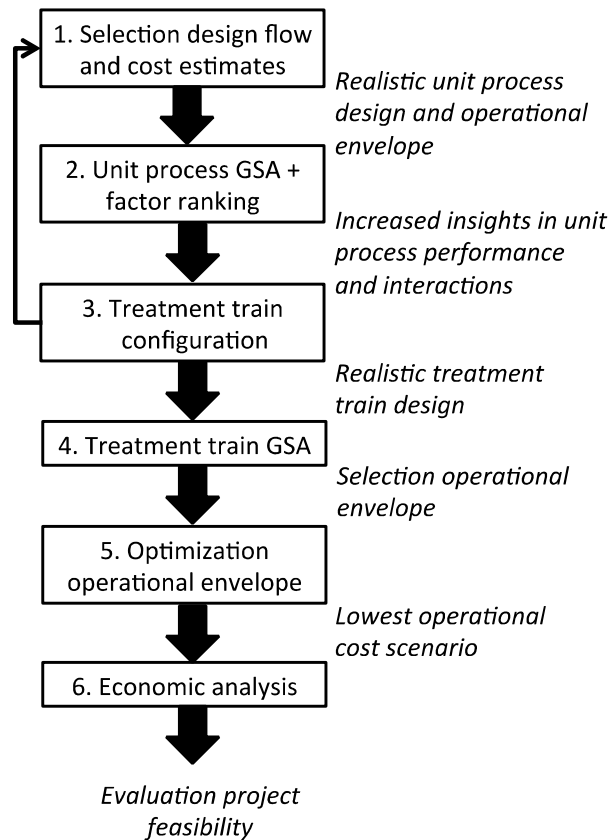 1. Selection design flow
and cost estimates
Realistic unit process
design and operational
envelope
2. Unit process GSA +
factor ranking
Increased insights in unit
process performance
and interactions
3. Treatment train
configuration
Realistic treatment
train design
4. Treatment train GSA
Selection operational
envelope
5. Optimization
operational envelope
Lowest operational
cost scenario
6. Economic analysis
Evaluation project
feasibility